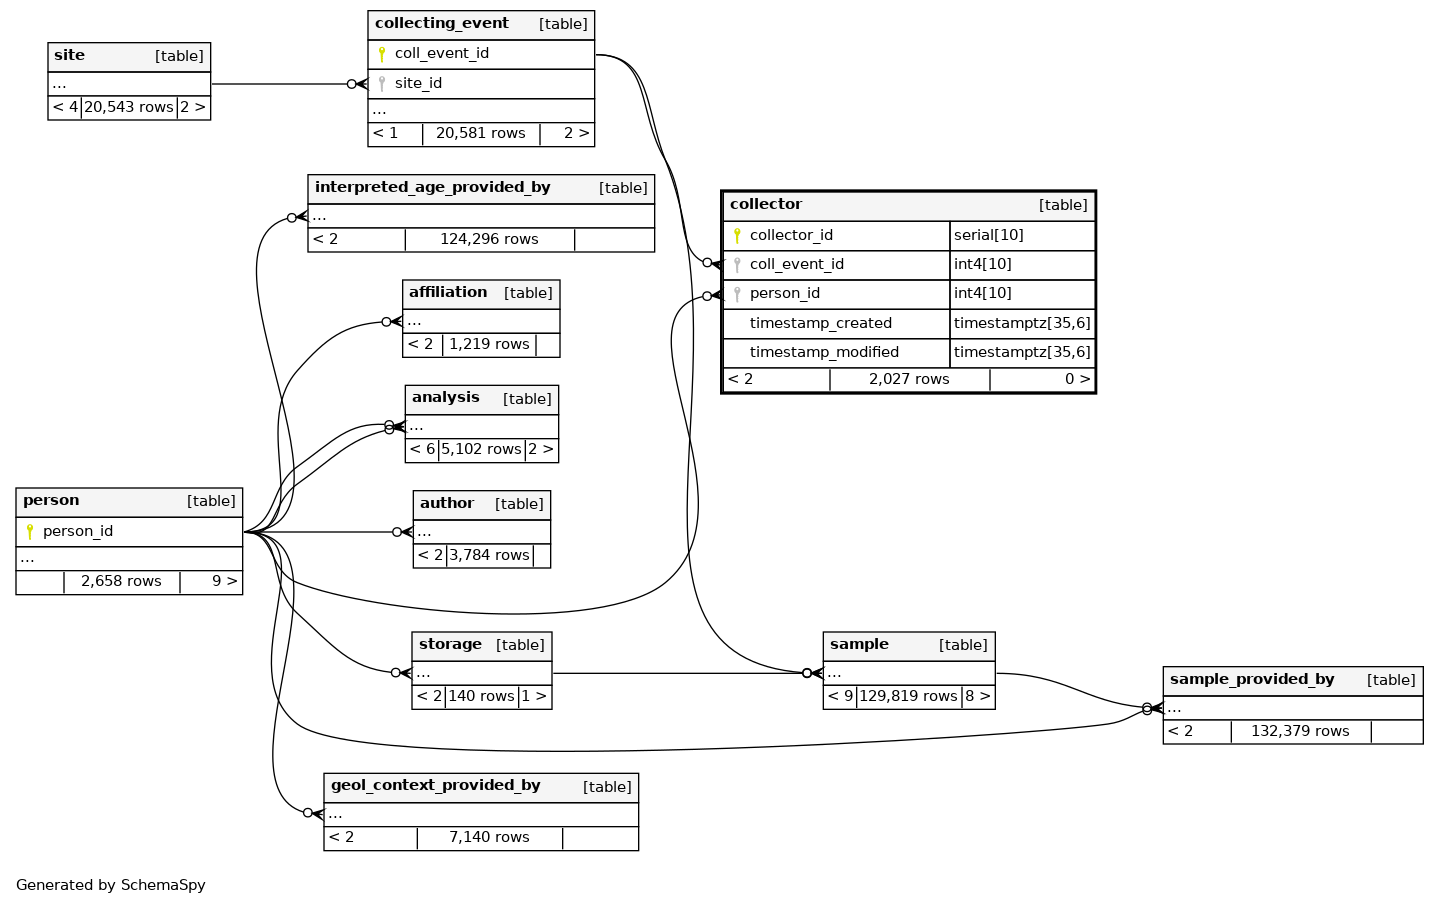 collecting_event [table]
coll_event_id
site_id
...
< 1 20,581 rows 2 >
site [table]
...
< 4 20,543 rows 2 >
interpreted_age_provided_by [table]
...
< 2 124,296 rows
collector [table]
collector_id serial[10]
coll_event_id int4[10]
person_id int4[10]
timestamp_created timestamptz[35,6]
timestamp_modified timestamptz[35,6]
< 2 2,027 rows 0 >
affiliation [table]
...
< 2 1,219 rows
analysis [table]
...
< 6 5,102 rows 2 >
person [table]
person_id
...
2,658 rows 9 >
author [table]
...
< 2 3,784 rows
storage [table]
...
< 2 140 rows 1 >
sample [table]
...
< 9 129,819 rows 8 >
sample_provided_by [table]
...
< 2 132,379 rows
geol_context_provided_by [table]
...
< 2 7,140 rows
Generated by SchemaSpy